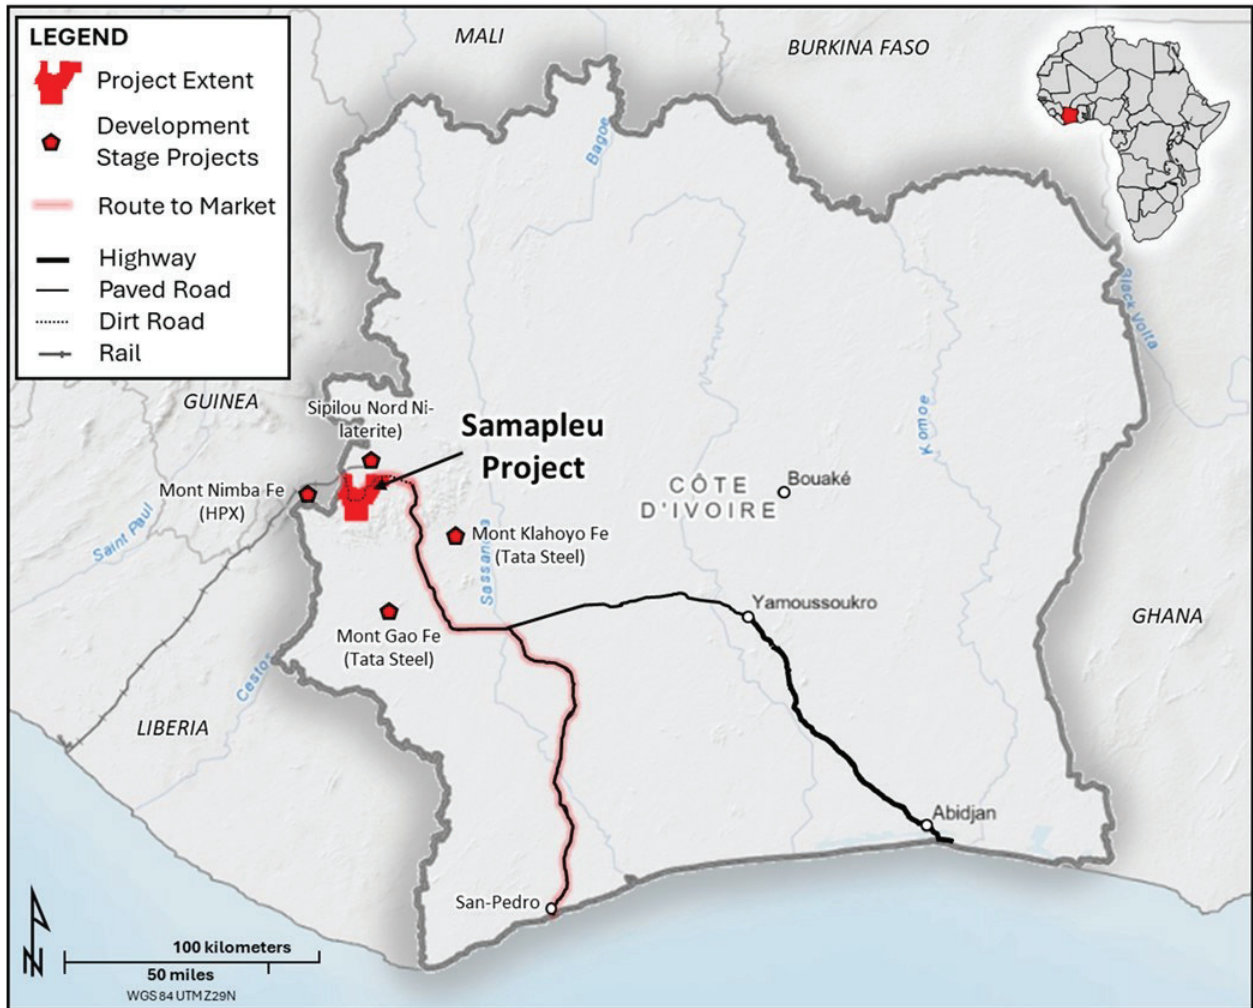 LEGEND
Project Extent
Development
Stage Projects
Route to Market
Highway
Paved Road
Dirt Road
Rail
MALI
BURKINA FASO
Bagoe
Black Volta
GUINEA
Sipilou Nord Ni-
laterite)
Samapleu
Project
Komoe
Mont Nimba Fe
(HPX)
CÔTE
D'IVOIRE
Bouaké
Saint Paul
Mont Klahoyo Fe
(Tata Steel)
Yamoussoukro
GHANA
Mont Gao Fe
(Tata Steel)
Cestos
LIBERIA
Abidjan
San-Pedro
N
100 kilometers
50 miles
WGS 84 UTM Z29N